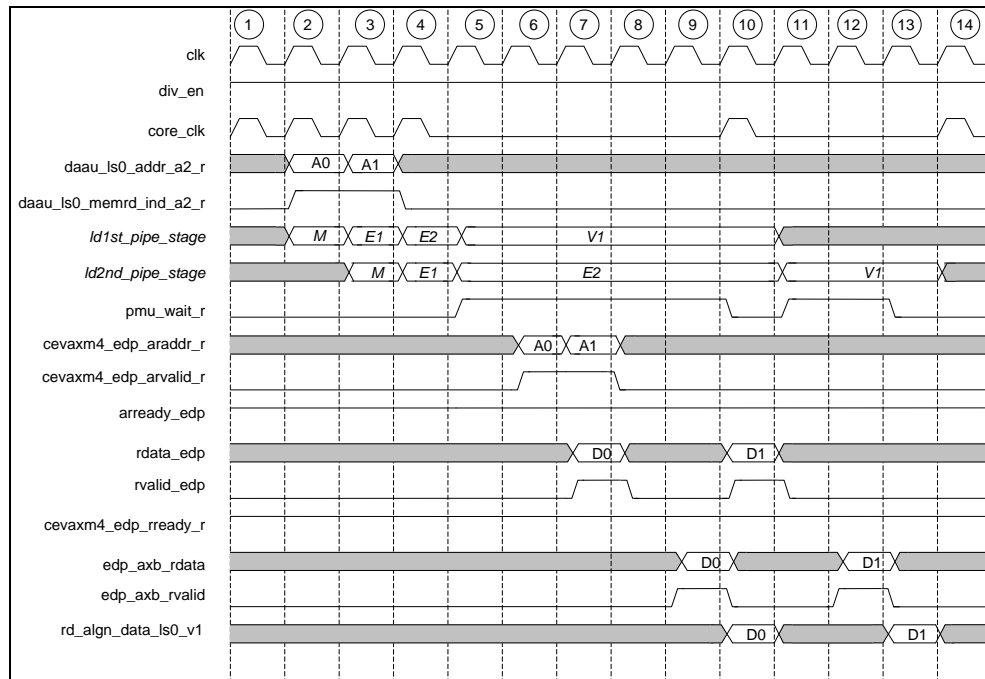 1 2 3 4 5 6 7 8 9 10 11 12 13 14
clk
div_en
core_clk
daau_ls0_addr_a2_r A0 A1
daau_ls0_memrd_ind_a2_r
ld1st_pipe_stage M E1 E2 V1
ld2nd_pipe_stage M E1 E2 V1
pmu_wait_r
cevaxm4_edp_araddr_r A0 A1
cevaxm4_edp_arvalid_r
arready_edp
rdata_edp D0 D1
rvalid_edp
cevaxm4_edp_rready_r
edp_axb_rdata D0 D1
edp_axb_rvalid
rd_algn_data_ls0_v1 D0 D1